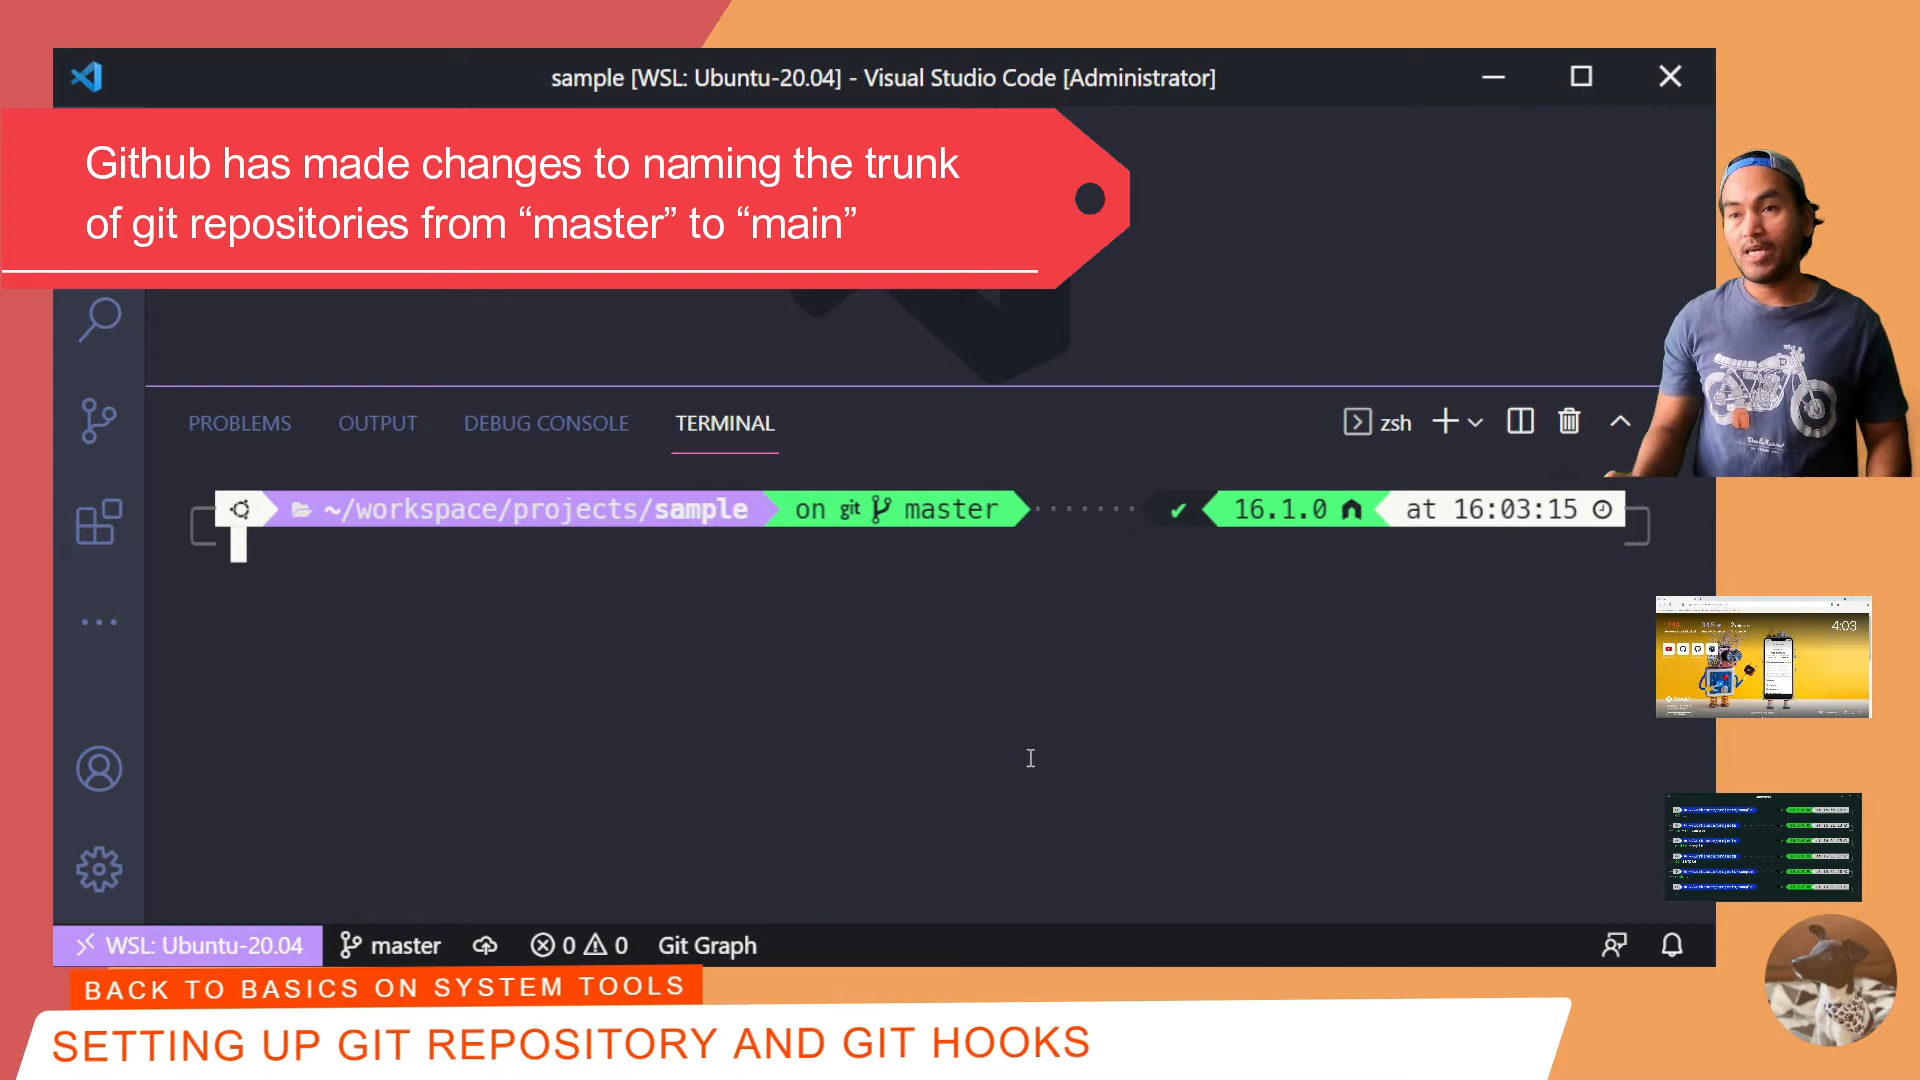 sample [WSL: Ubuntu-20.04] - Visual Studio Code [Administrator]
Github has made changes to naming the trunk
of git repositories from “master” to “main”
PROBLEMS OUTPUT DEBUG CONSOLE TERMINAL zsh
~/workspace/projects/sample on git master ······· ✔ 16.1.0 at 16:03:15
4:03
WSL: Ubuntu-20.04 master 0 0 Git Graph
BACK TO BASICS ON SYSTEM TOOLS
SETTING UP GIT REPOSITORY AND GIT HOOKS